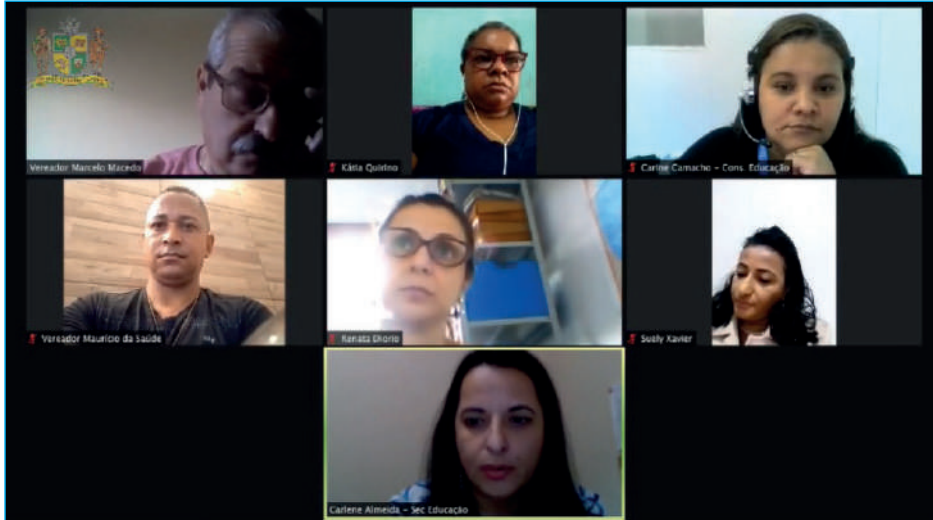 Vereador Marcelo Macedo
Kátia Quirino
Carine Camacho - Cons. Educação
Vereador Maurício da Saúde
Renata Diório
Suely Xavier
Carlene Almeida - Sec Educação